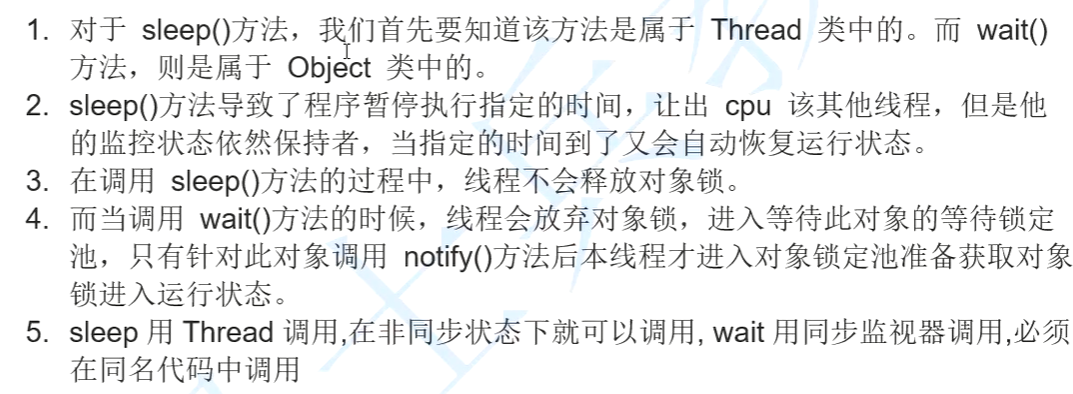 1. 对于 sleep()方法，我们首先要知道该方法是属于 Thread 类中的。而 wait()
方法，则是属于 Object 类中的。
2. sleep()方法导致了程序暂停执行指定的时间，让出 cpu 该其他线程，但是他
的监控状态依然保持者，当指定的时间到了又会自动恢复运行状态。
3. 在调用 sleep()方法的过程中，线程不会释放对象锁。
4. 而当调用 wait()方法的时候，线程会放弃对象锁，进入等待此对象的等待锁定
池，只有针对此对象调用 notify()方法后本线程才进入对象锁定池准备获取对象
锁进入运行状态。
5. sleep 用 Thread 调用,在非同步状态下就可以调用, wait 用同步监视器调用,必须
在同名代码中调用